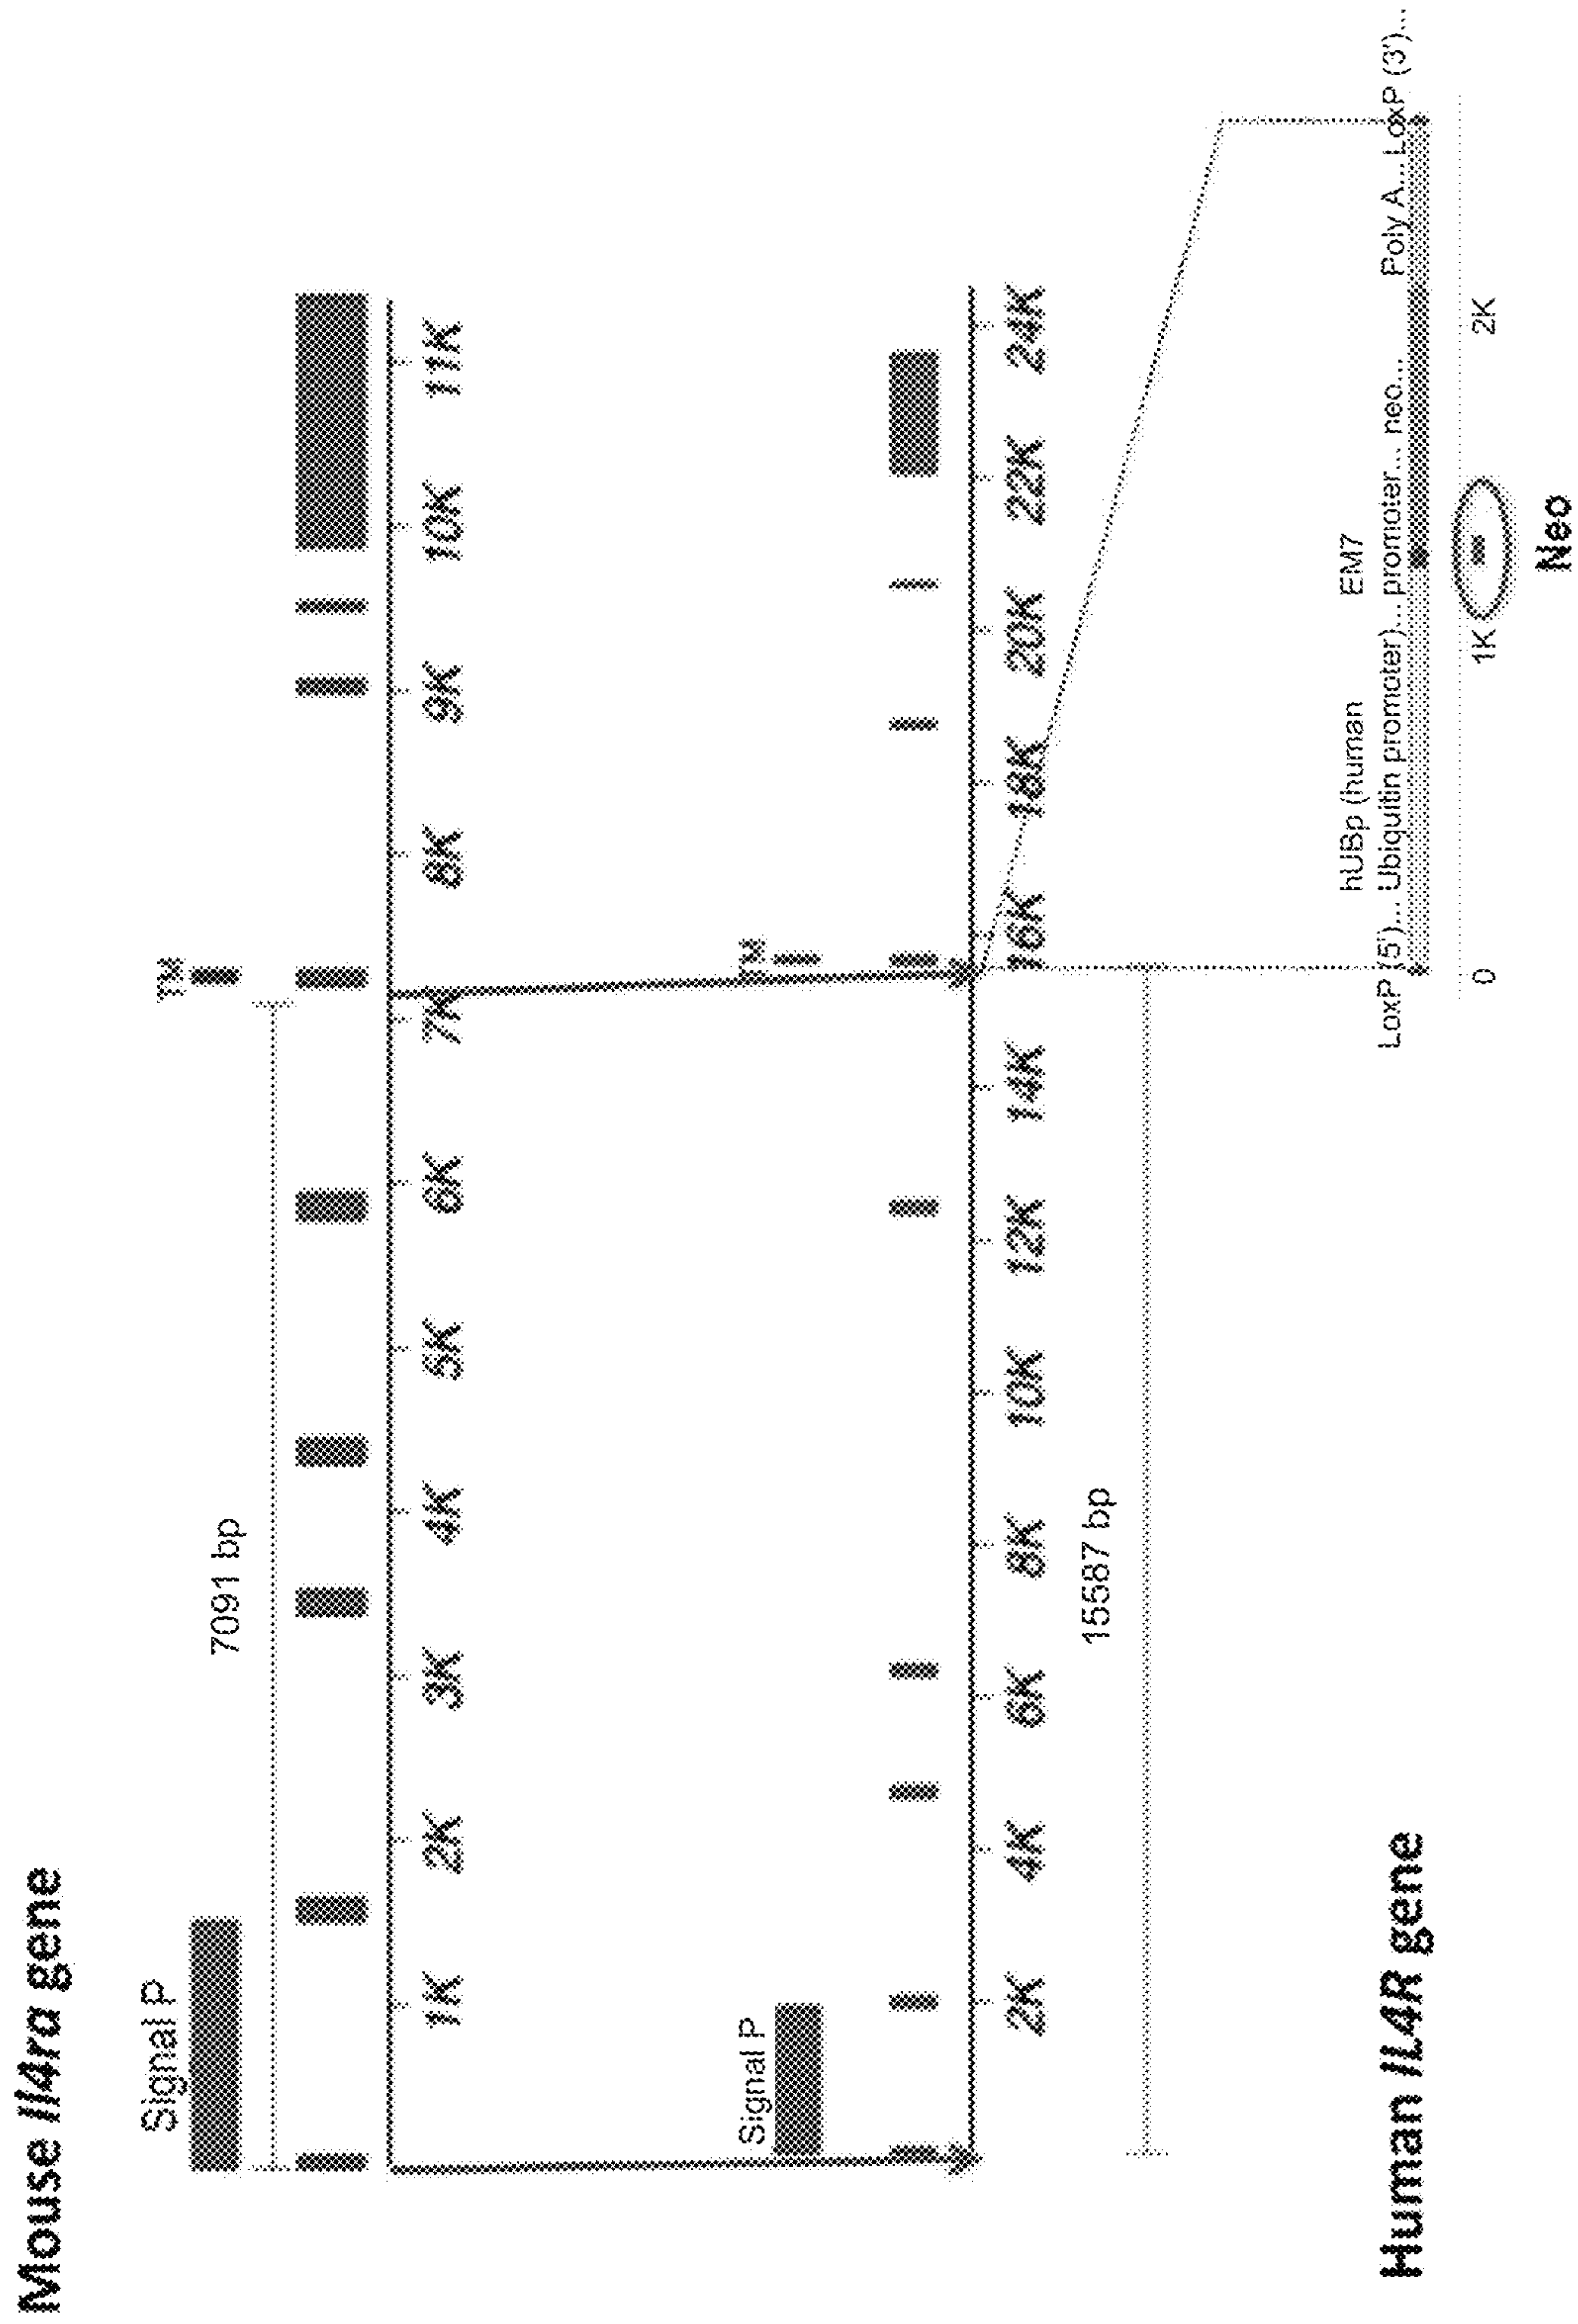 Mouse Il4ra gene
Signal P
TM
7091 bp
1K 2K 3K 4K 5K 6K 7K 8K 9K 10K 11K
Signal P
TM
2K 4K 6K 8K 10K 12K 14K 16K 18K 20K 22K 24K
15587 bp
Human IL4R gene
hUBp (human EM7
LoxP (5')... Ubiquitin promoter)... promoter... neo... Poly A... LoxP (3')...
0 1K 2K
Neo